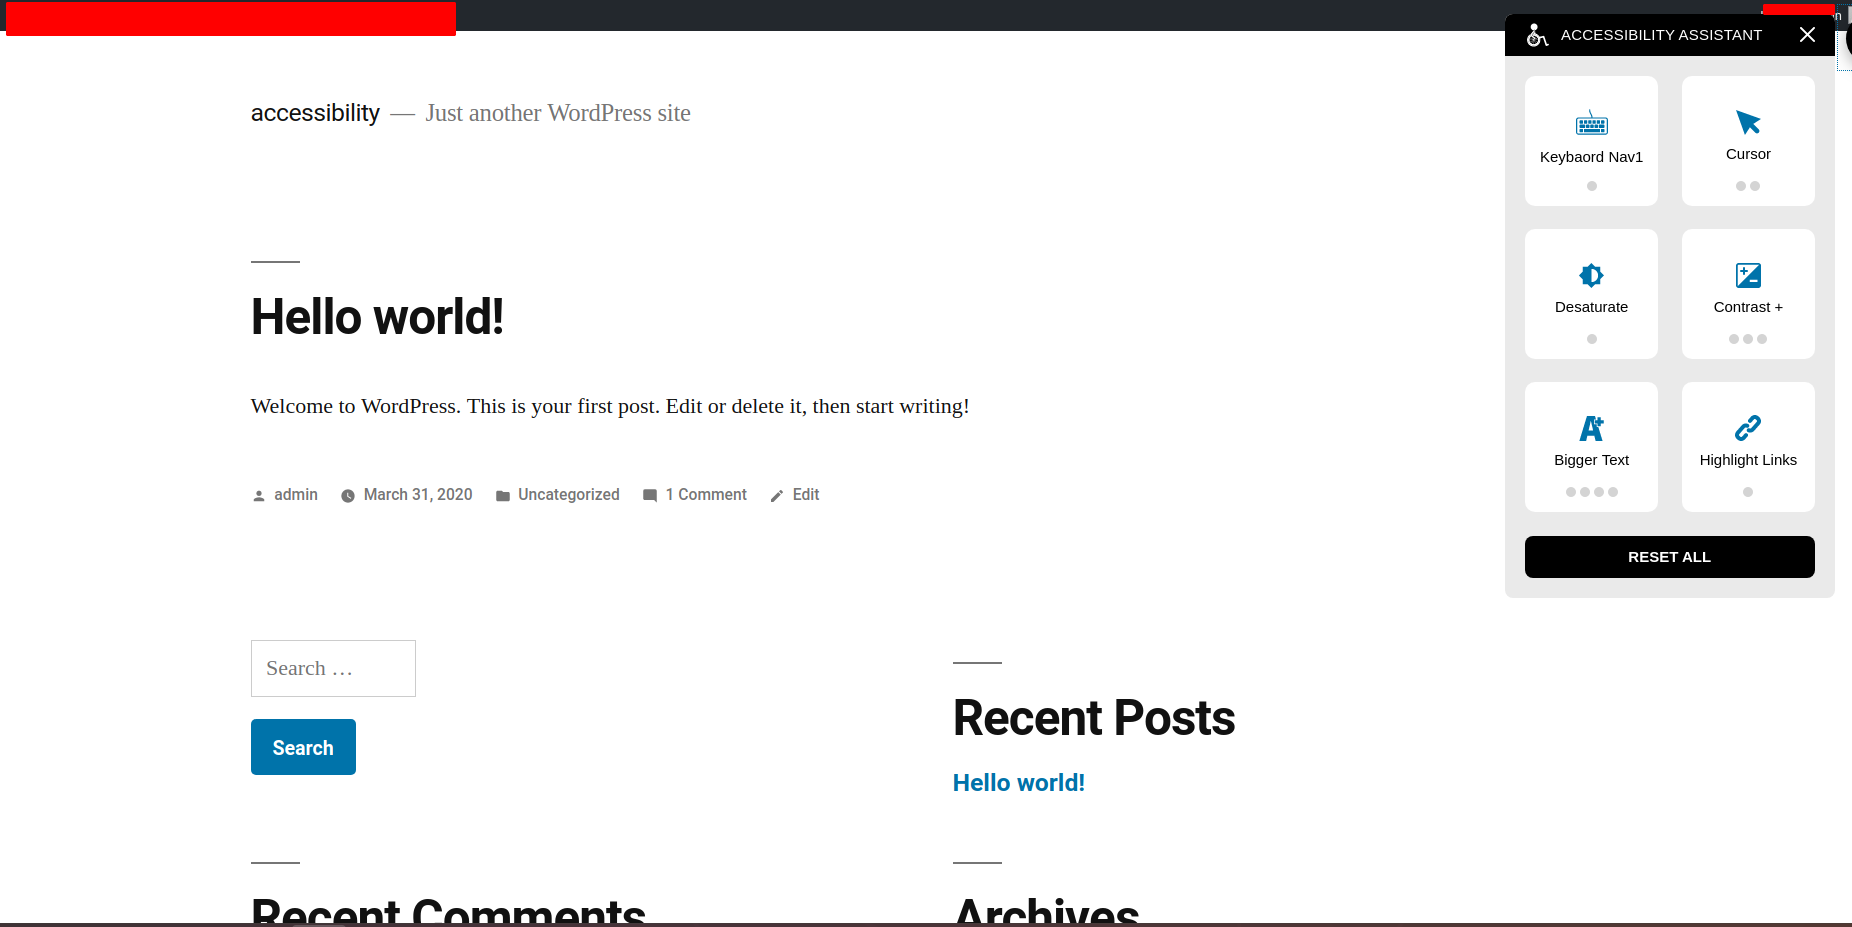 accessibility — Just another WordPress site
Hello world!
Welcome to WordPress. This is your first post. Edit or delete it, then start writing!
admin March 31, 2020 Uncategorized 1 Comment Edit
Search …
Search
Recent Posts
Hello world!
Recent Comments
Archives
ACCESSIBILITY ASSISTANT
Keybaord Nav1
Cursor
Desaturate
Contrast +
Bigger Text
Highlight Links
RESET ALL